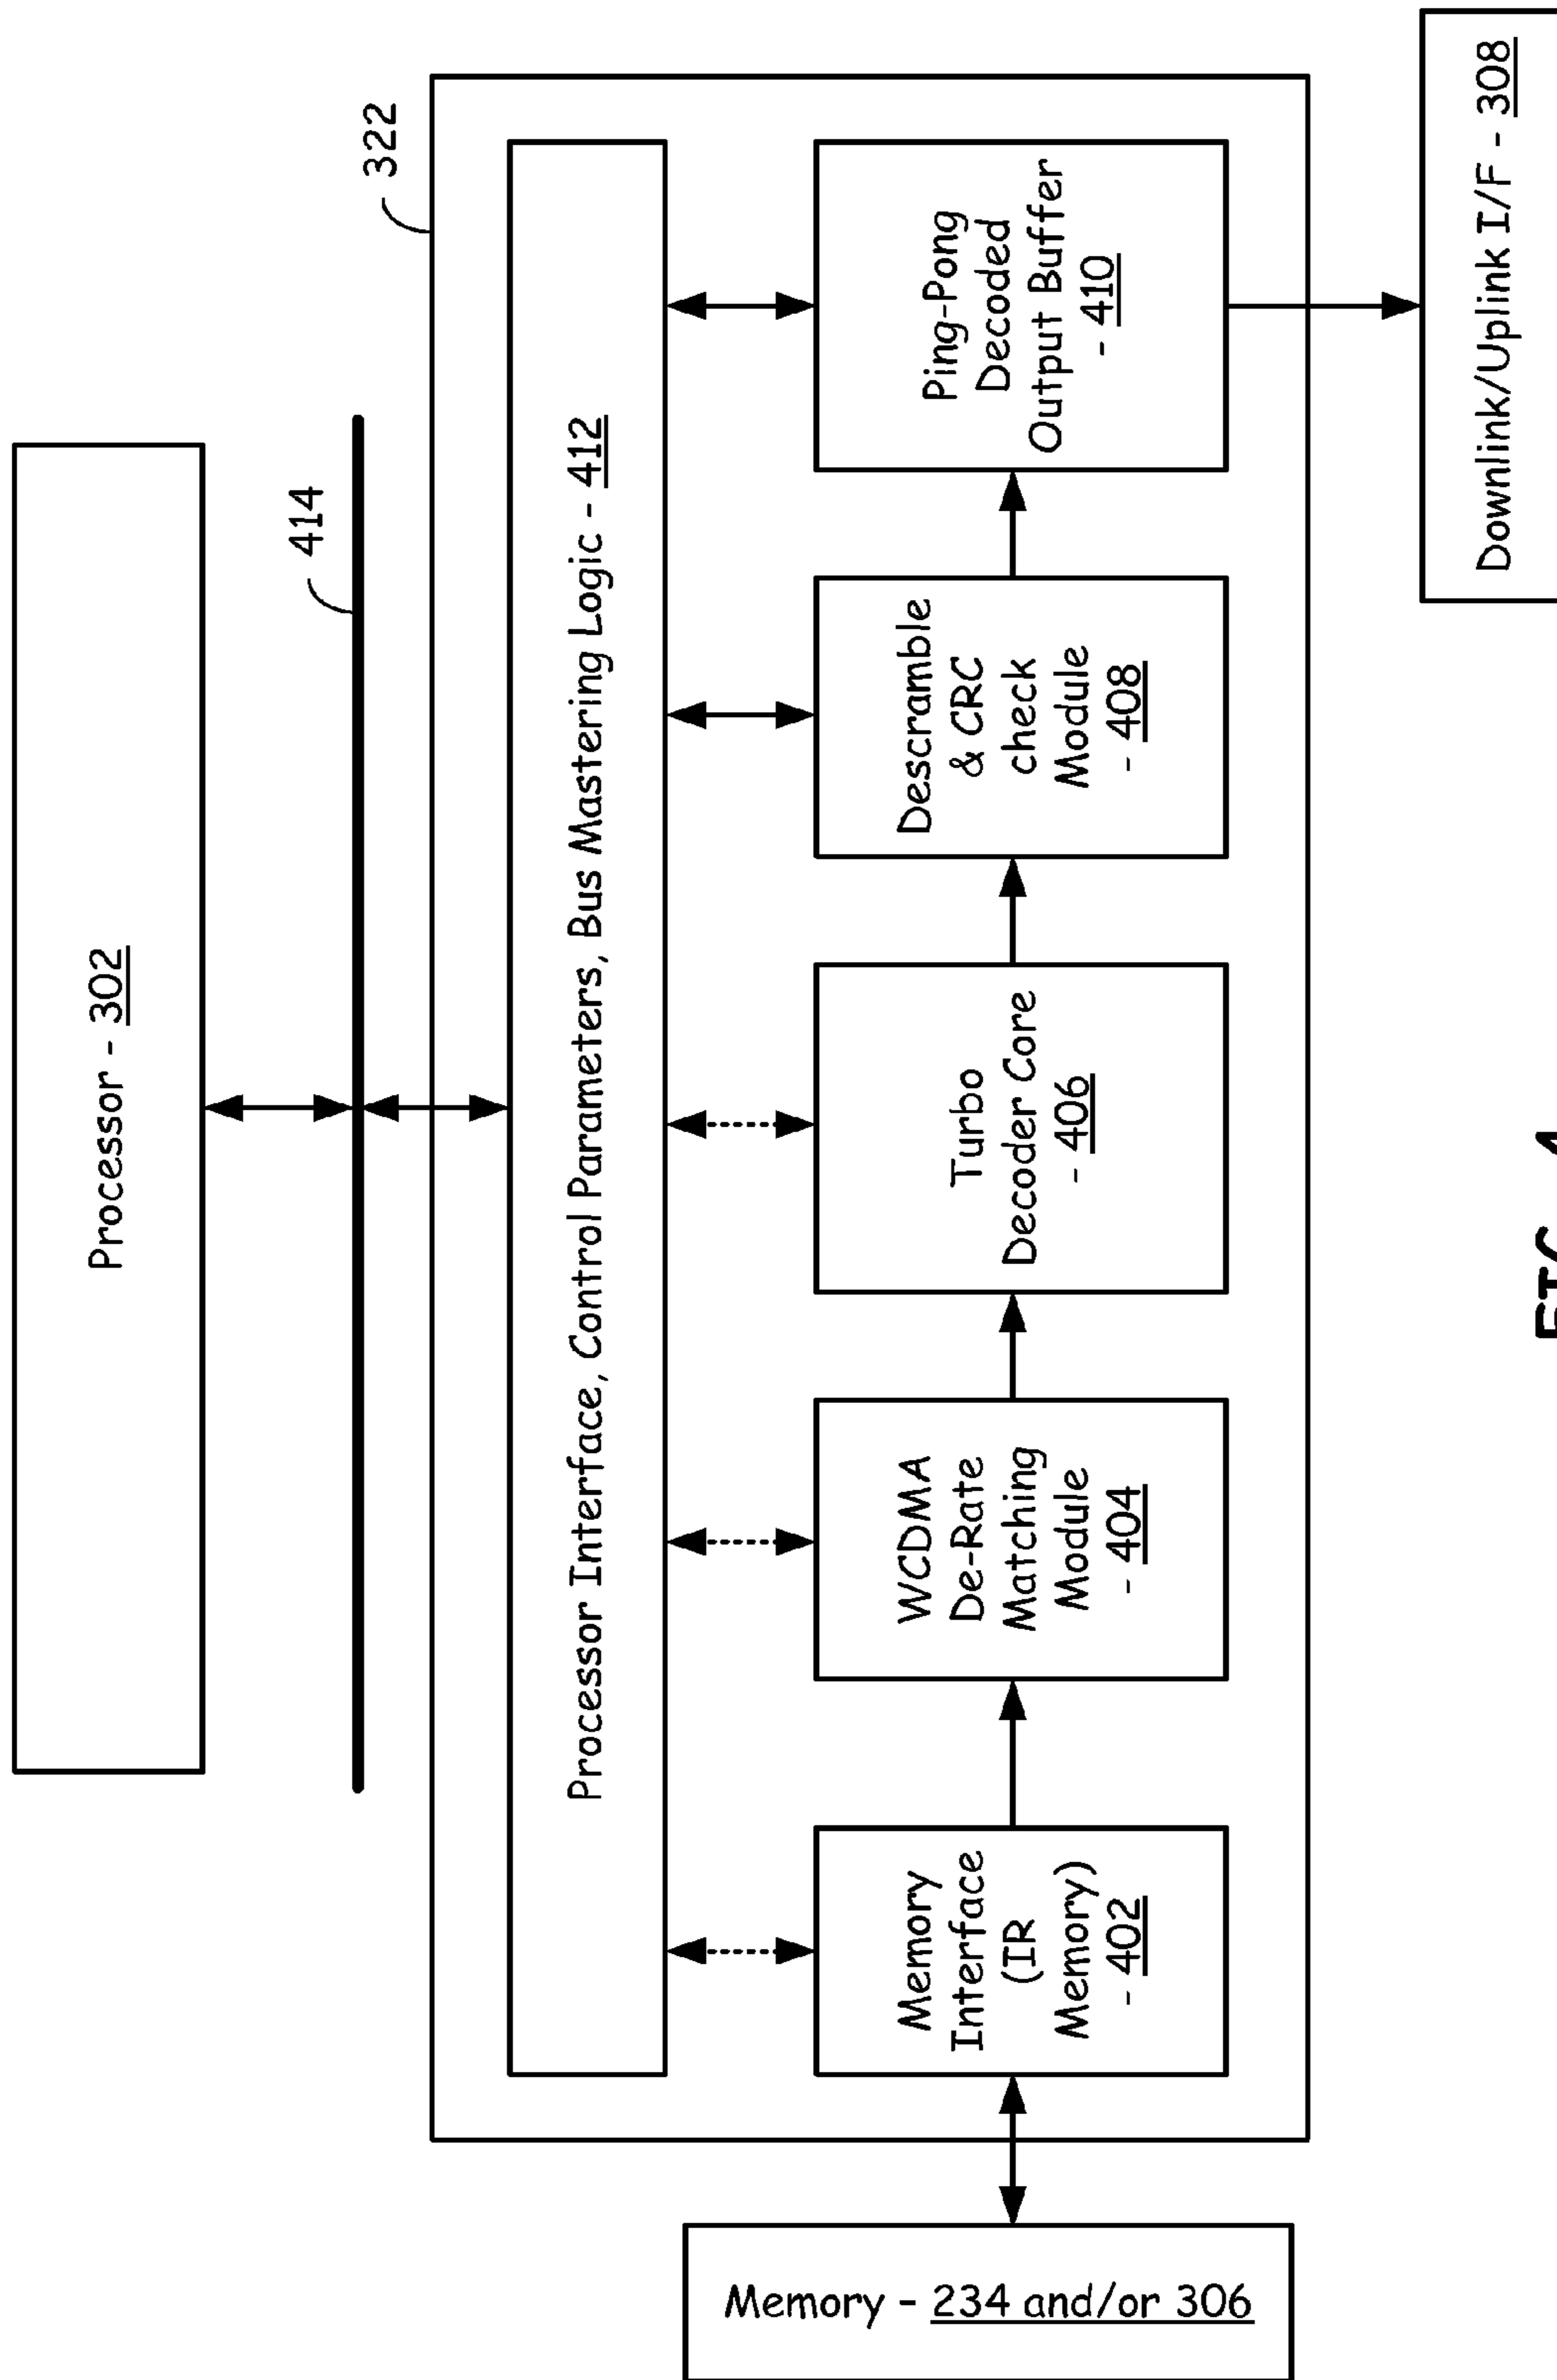 Processor - 302
414
322
Processor Interface, Control Parameters, Bus Mastering Logic - 412
Memory
Interface
(IR
Memory)
- 402
WCDMA
De-Rate
Matching
Module
- 404
Turbo
Decoder Core
- 406
Descramble
& CRC
check
Module
- 408
Ping-Pong
Decoded
Output Buffer
- 410
Memory - 234 and/or 306
Downlink/Uplink I/F - 308
FIG. 4